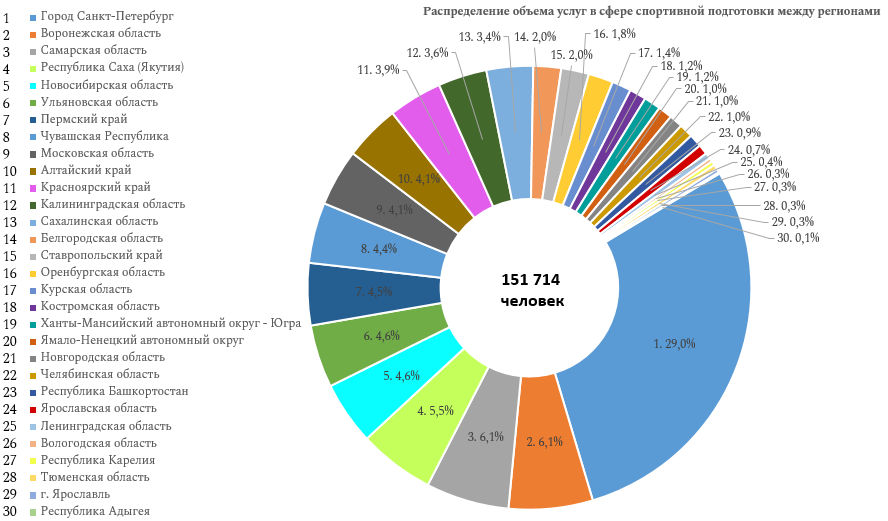 Распределение объема услуг в сфере спортивной подготовки между регионами
1 Город Санкт-Петербург
2 Воронежская область
3 Самарская область
4 Республика Саха (Якутия)
5 Новосибирская область
6 Ульяновская область
7 Пермский край
8 Чувашская Республика
9 Московская область
10 Алтайский край
11 Красноярский край
12 Калининградская область
13 Сахалинская область
14 Белгородская область
15 Ставропольский край
16 Оренбургская область
17 Курская область
18 Костромская область
19 Ханты-Мансийский автономный округ - Югра
20 Ямало-Ненецкий автономный округ
21 Новгородская область
22 Челябинская область
23 Республика Башкортостан
24 Ярославская область
25 Ленинградская область
26 Вологодская область
27 Республика Карелия
28 Тюменская область
29 г. Ярославль
30 Республика Адыгея
1. 29,0%
2. 6,1%
3. 6,1%
4. 5,5%
5. 4,6%
6. 4,6%
7. 4,5%
8. 4,4%
9. 4,1%
10. 4,1%
11. 3,9%
12. 3,6%
13. 3,4%
14. 2,0%
15. 2,0%
16. 1,8%
17. 1,4%
18. 1,2%
19. 1,2%
20. 1,0%
21. 1,0%
22. 1,0%
23. 0,9%
24. 0,7%
25. 0,4%
26. 0,3%
27. 0,3%
28. 0,3%
29. 0,3%
30. 0,1%
151 714
человек